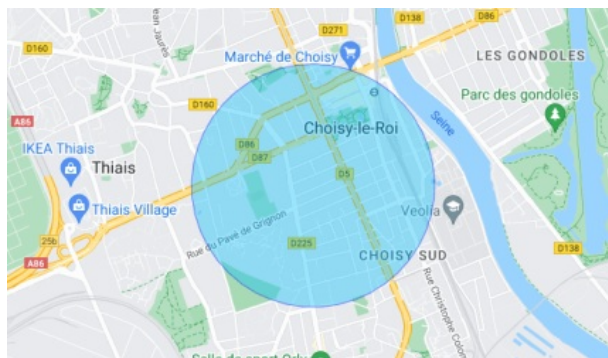 D271
D138
D86
D160
Jean Jaurès
Marché de Choisy
LES GONDOLES
D160
Parc des gondoles
A86
Choisy-le-Roi
Seine
IKEA Thiais
D86
Thiais
D87
D5
Thiais Village
Veolia
Rue du Pavé de Grignon
25b
D225
D138
CHOISY SUD
A86
Rue Christophe Colomb